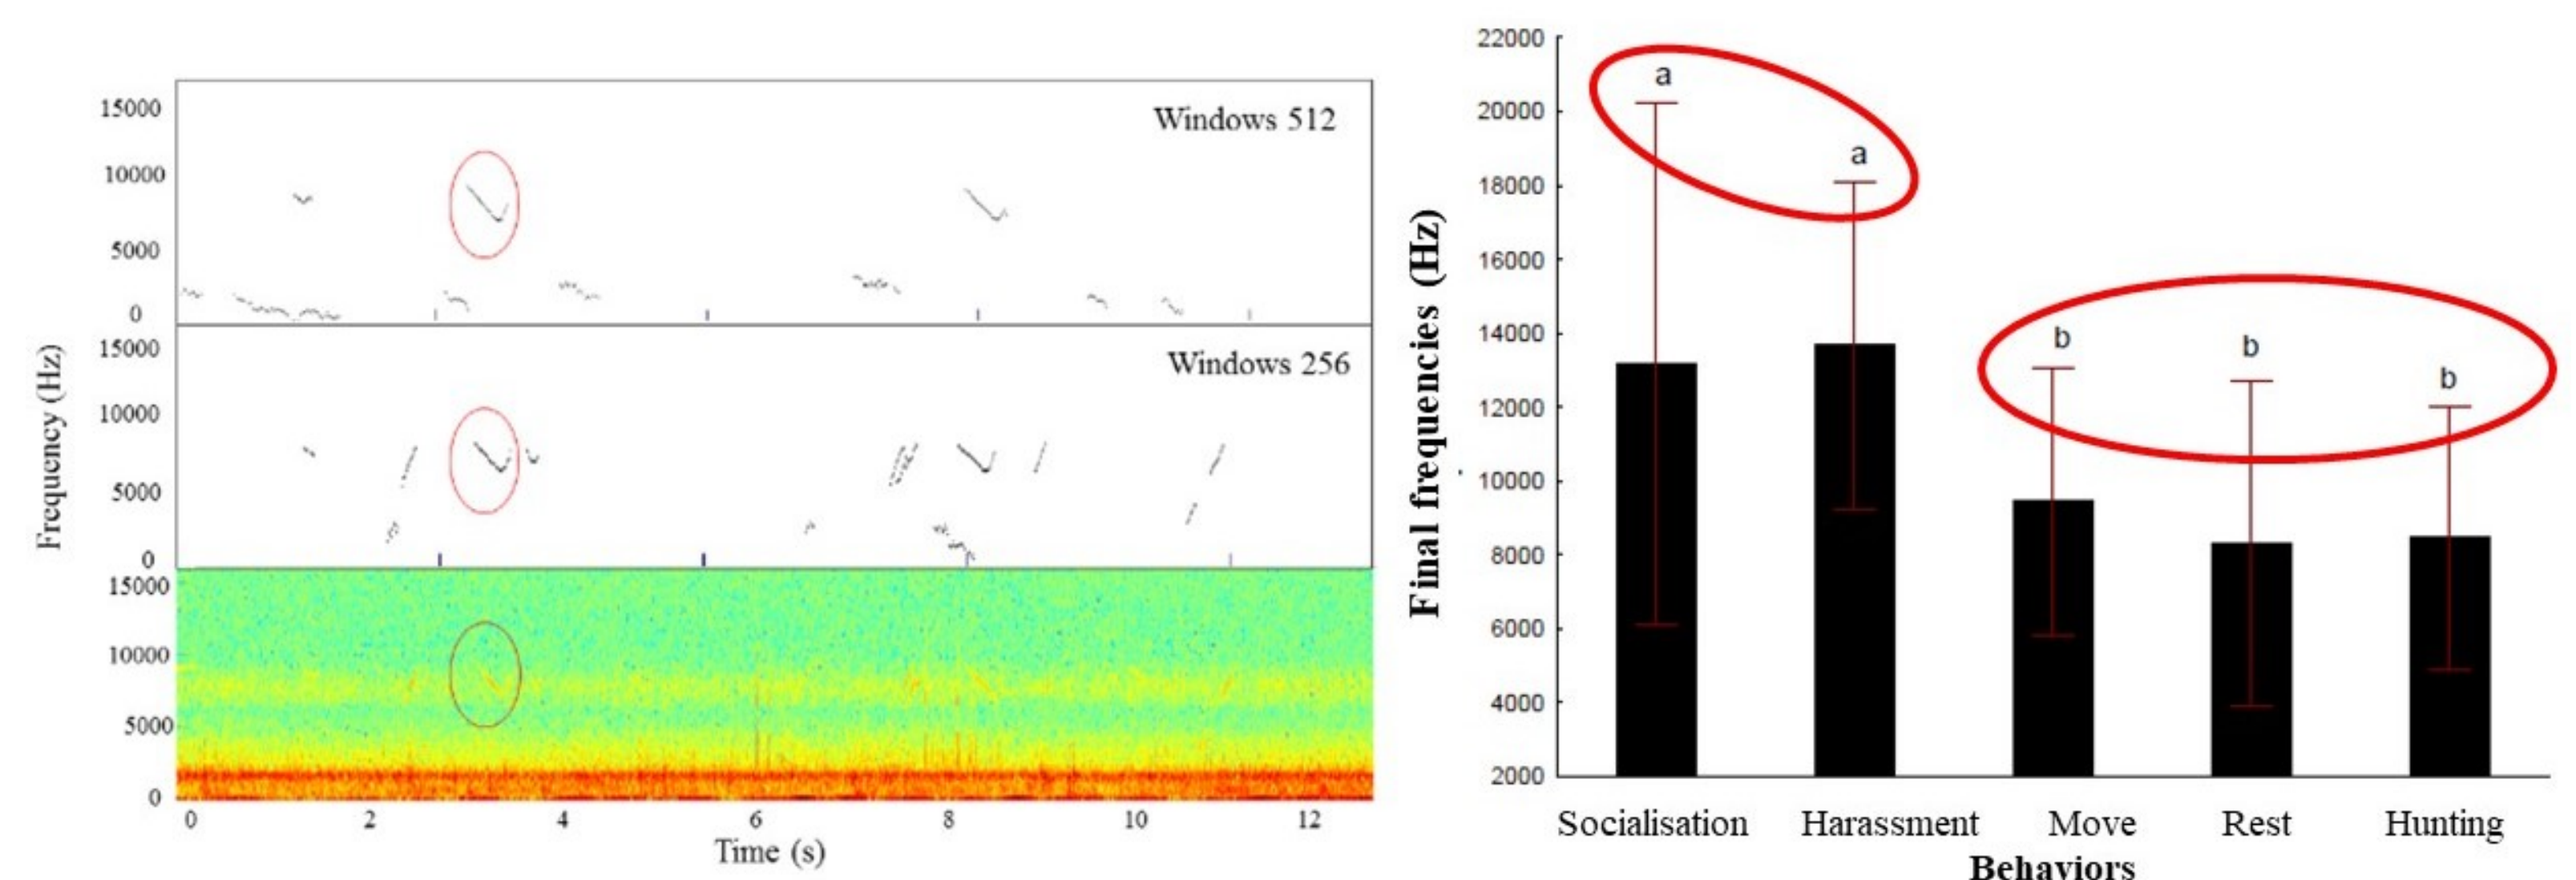 15000
Windows 512
10000
5000
0
15000
Windows 256
10000
5000
0
Frequency (Hz)
15000
10000
5000
0
0 2 4 6 8 10 12
Time (s)
22000
20000
18000
16000
14000
12000
10000
8000
6000
4000
2000
Final frequencies (Hz)
a
a
b
b
b
Socialisation Harassment Move Rest Hunting
Behaviors